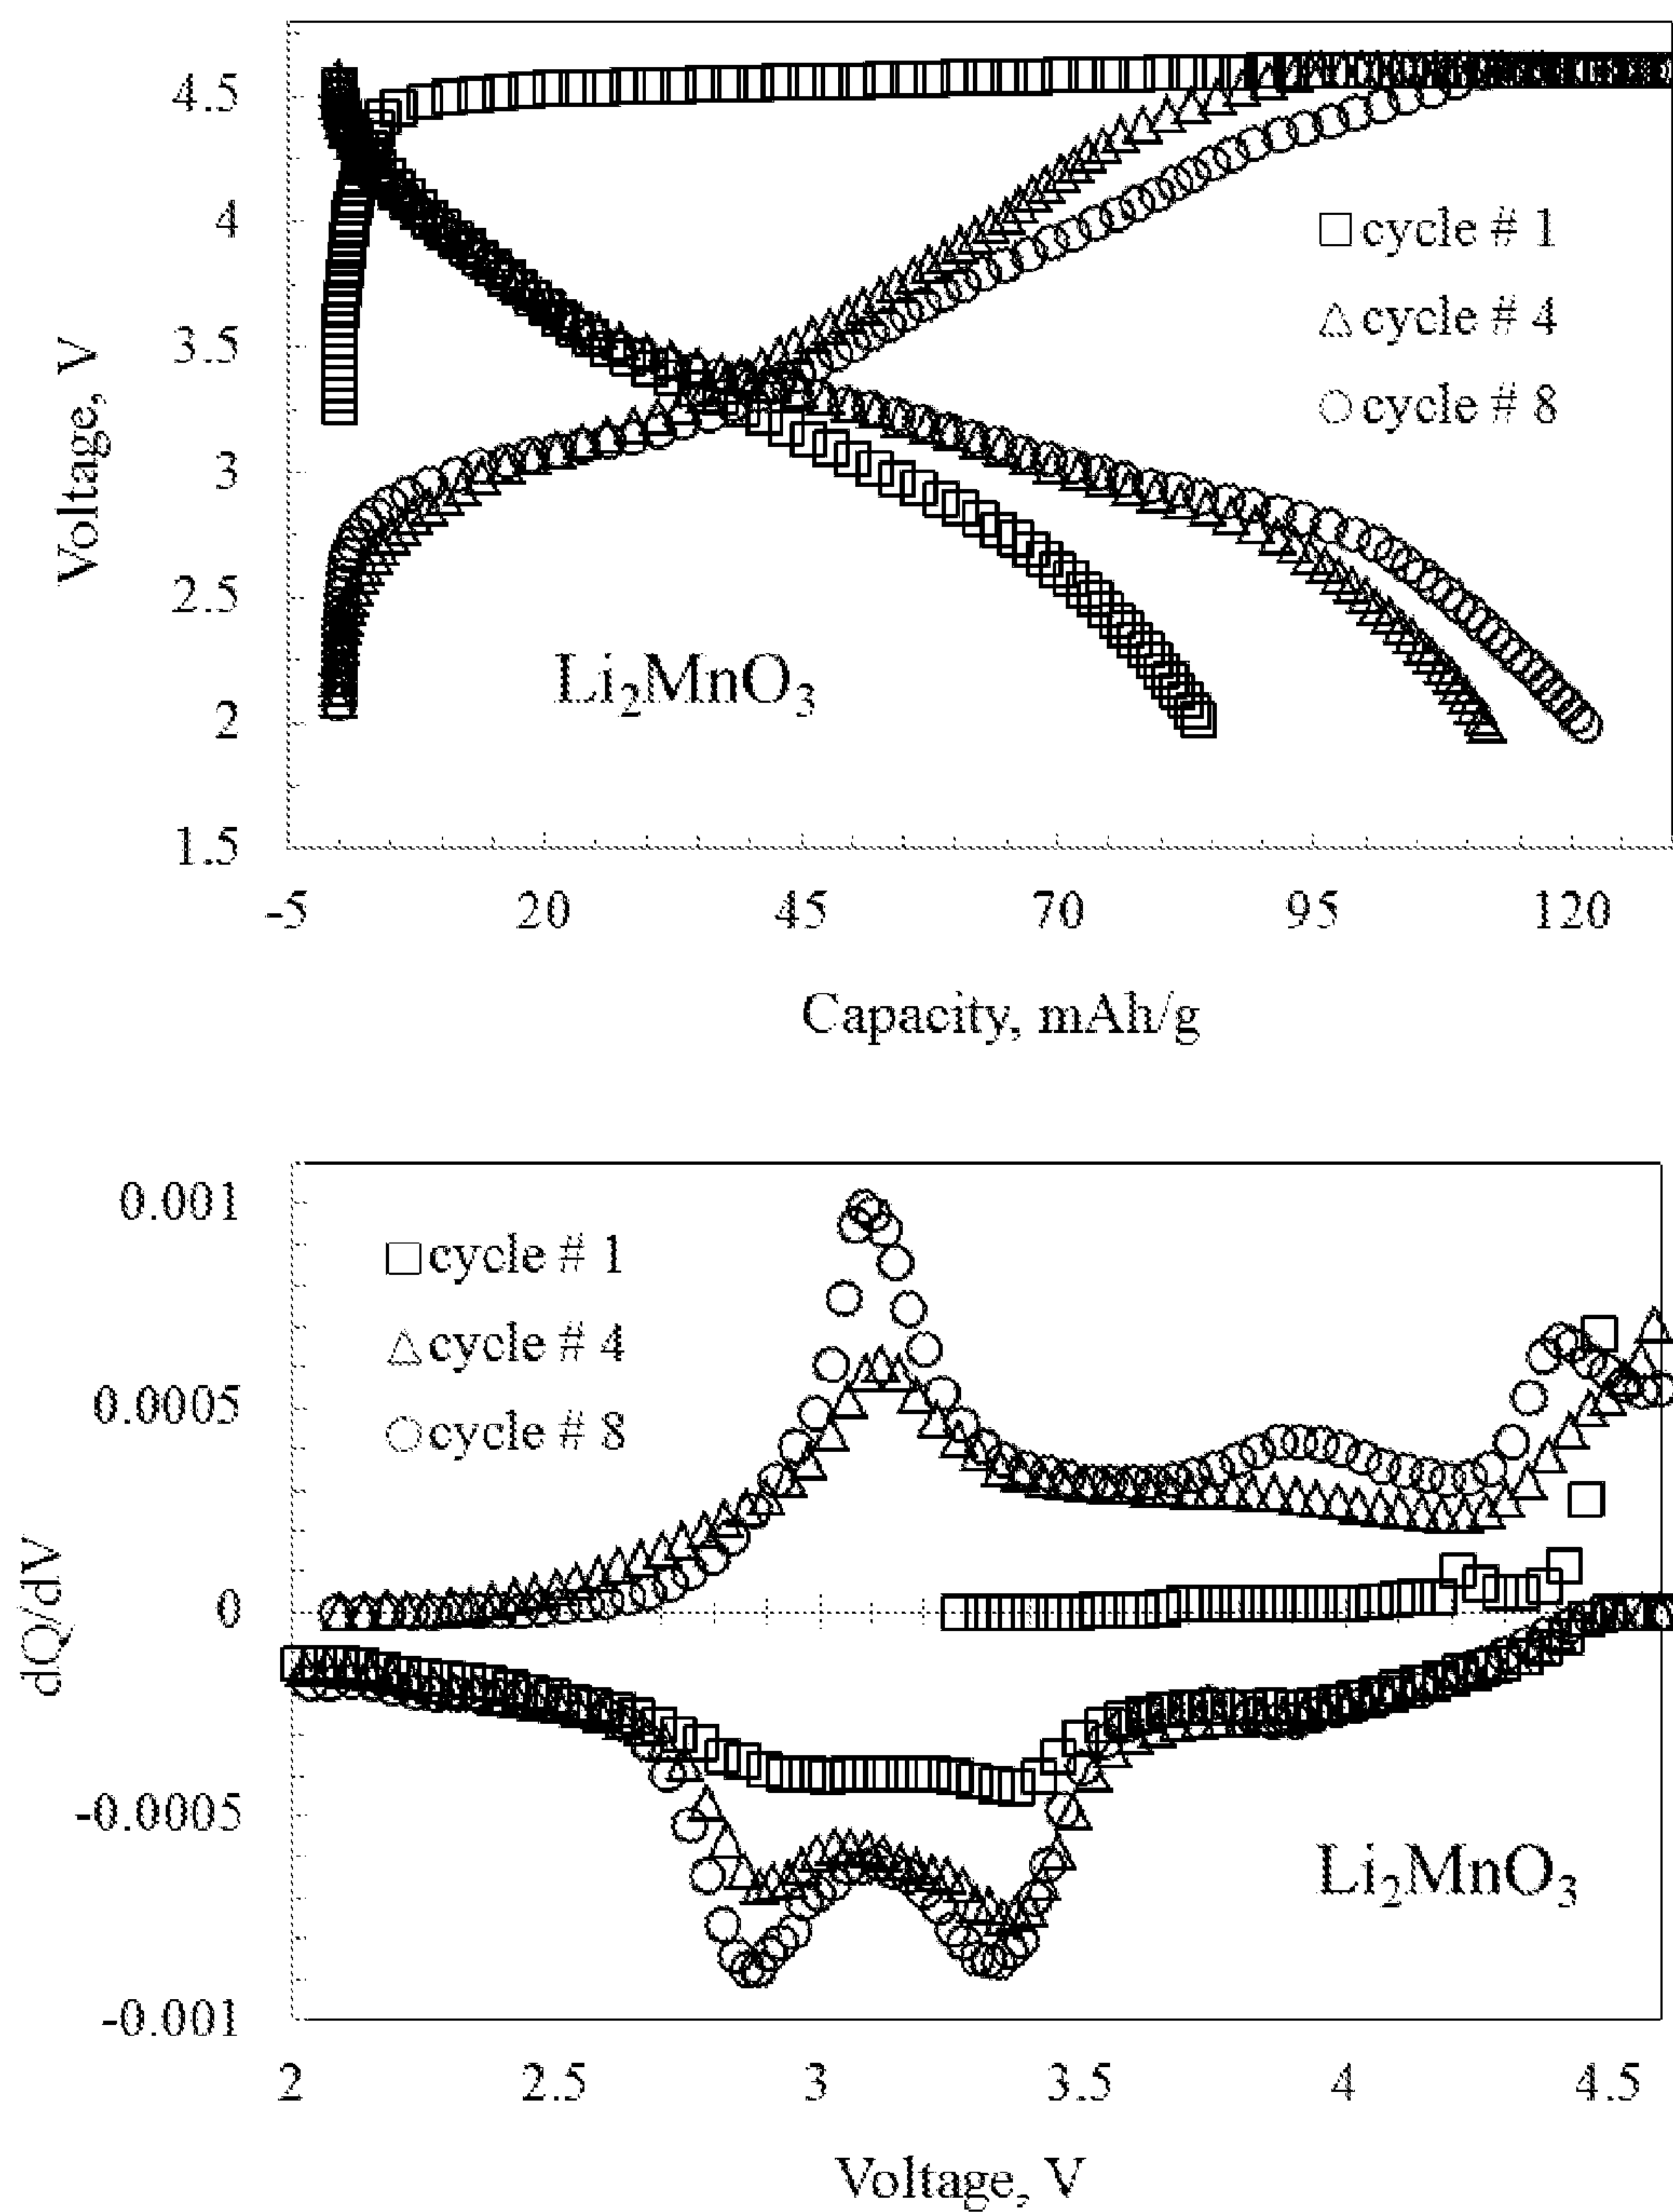 4.5
4
3.5
3
2.5
2
1.5
Voltage, V
□ cycle # 1
△ cycle # 4
○ cycle # 8
Li₂MnO₃
-5 20 45 70 95 120
Capacity, mAh/g
0.001
0.0005
0
-0.0005
-0.001
dQ/dV
□ cycle # 1
△ cycle # 4
○ cycle # 8
Li₂MnO₃
2 2.5 3 3.5 4 4.5
Voltage, V